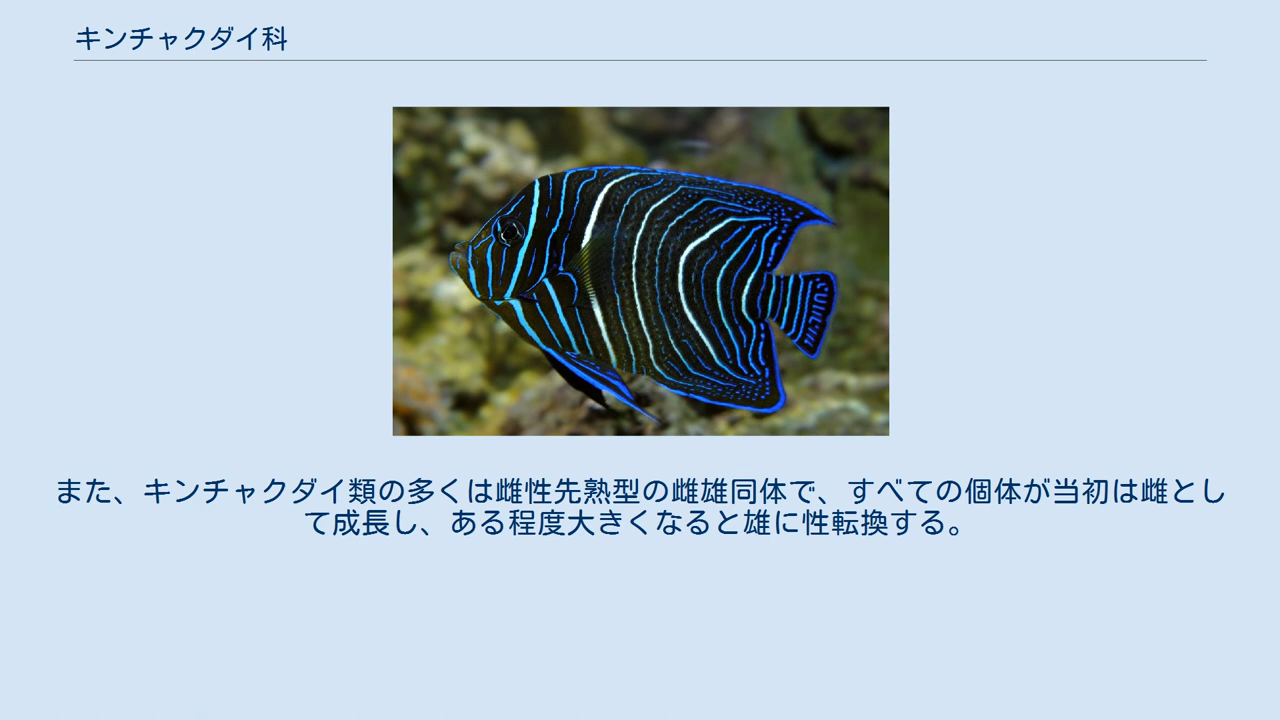 キンチャクダイ科
また、キンチャクダイ類の多くは雌性先熟型の雌雄同体で、すべての個体が当初は雌とし
て成長し、ある程度大きくなると雄に性転換する。